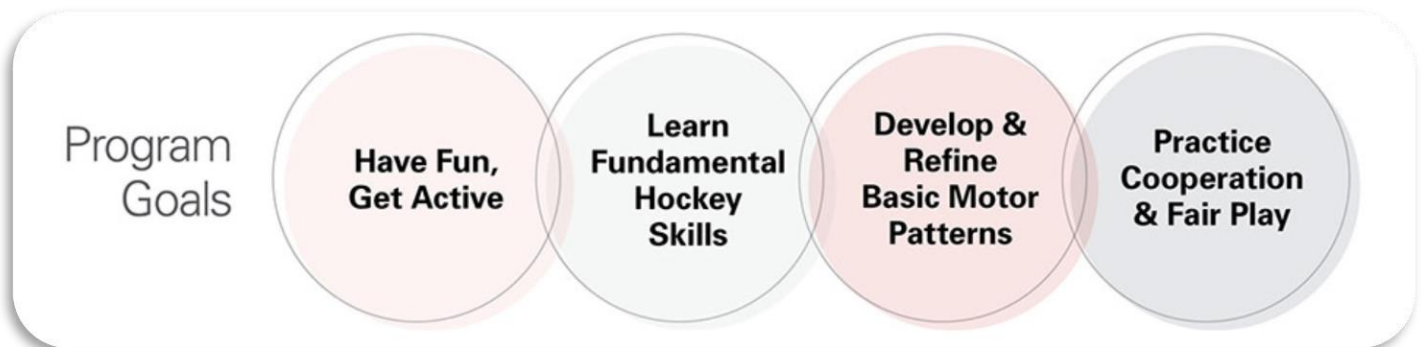 Program
Goals
Have Fun,
Get Active
Learn
Fundamental
Hockey
Skills
Develop &
Refine
Basic Motor
Patterns
Practice
Cooperation
& Fair Play